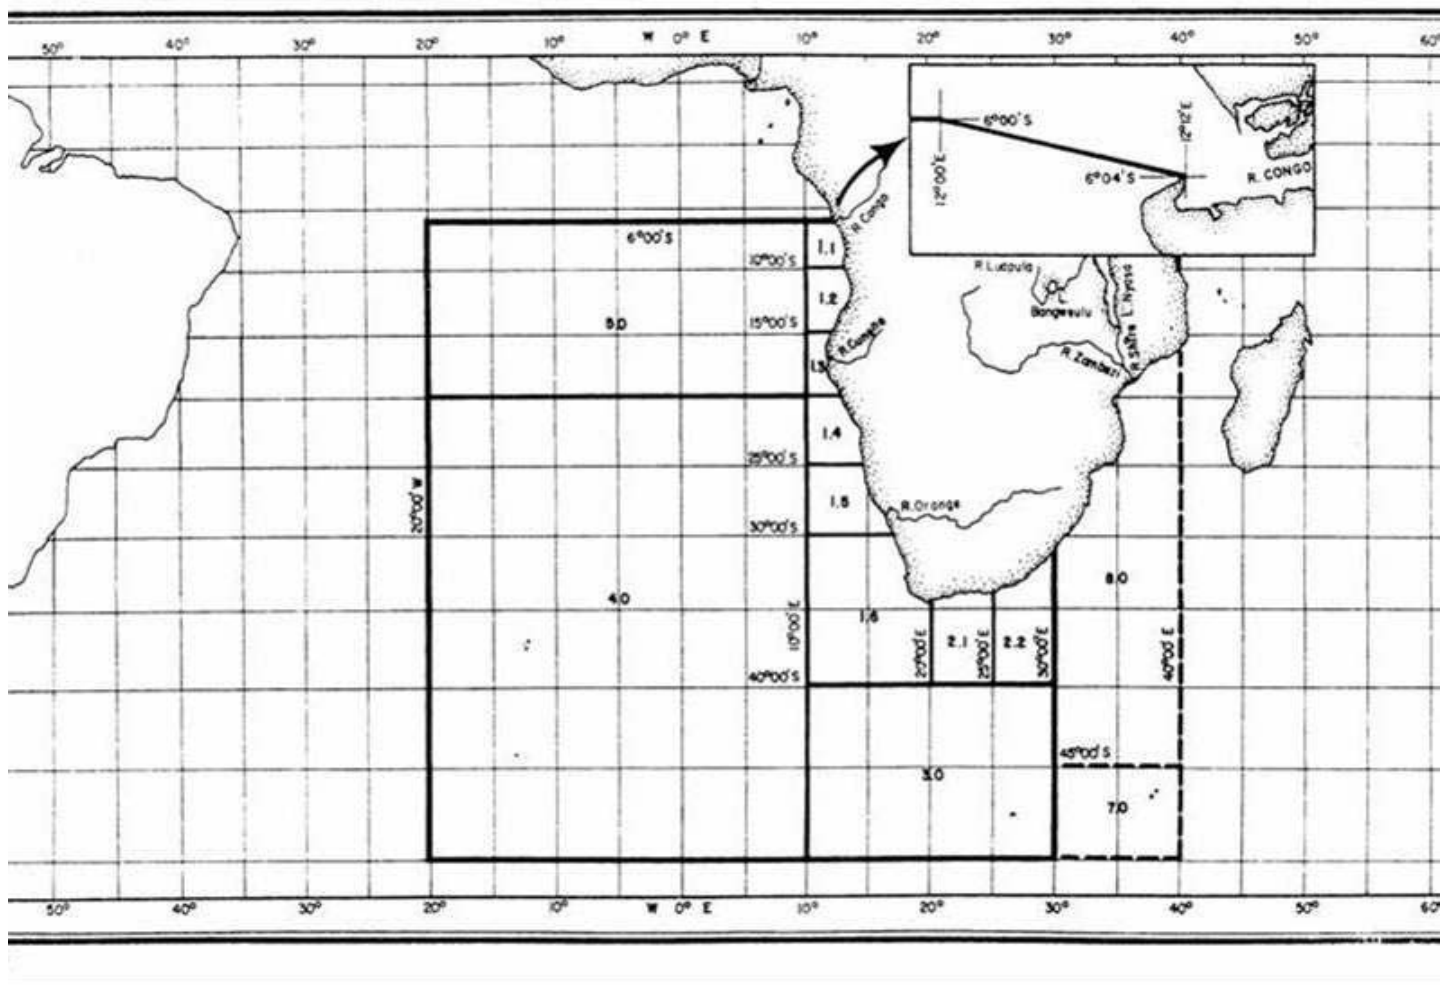 50° 40° 20° 10° W 0° E 10° 20° 30° 40° 50° 60°
6°00'S
12°00'E
6°04'S
12°12'E
R. CONGO
R. Congo
6°00'S
1.1
10°00'S
1.2
15°00'S
5.0
R. Cunene
1.3
R. Luapula
L.
Bangweulu
R. Zambezi
L. Nyasa
1.4
25°00'S
20°00'W
1.5
R. Orange
30°00'S
4.0
10°00'E
1.6
20°00'E
2.1
25°00'E
2.2
30°00'E
8.0
40°00'E
40°00'S
45°00'S
3.0
7.0
50° 40° 30° 20° 10° W 0° E 10° 20° 30° 40° 50° 60°